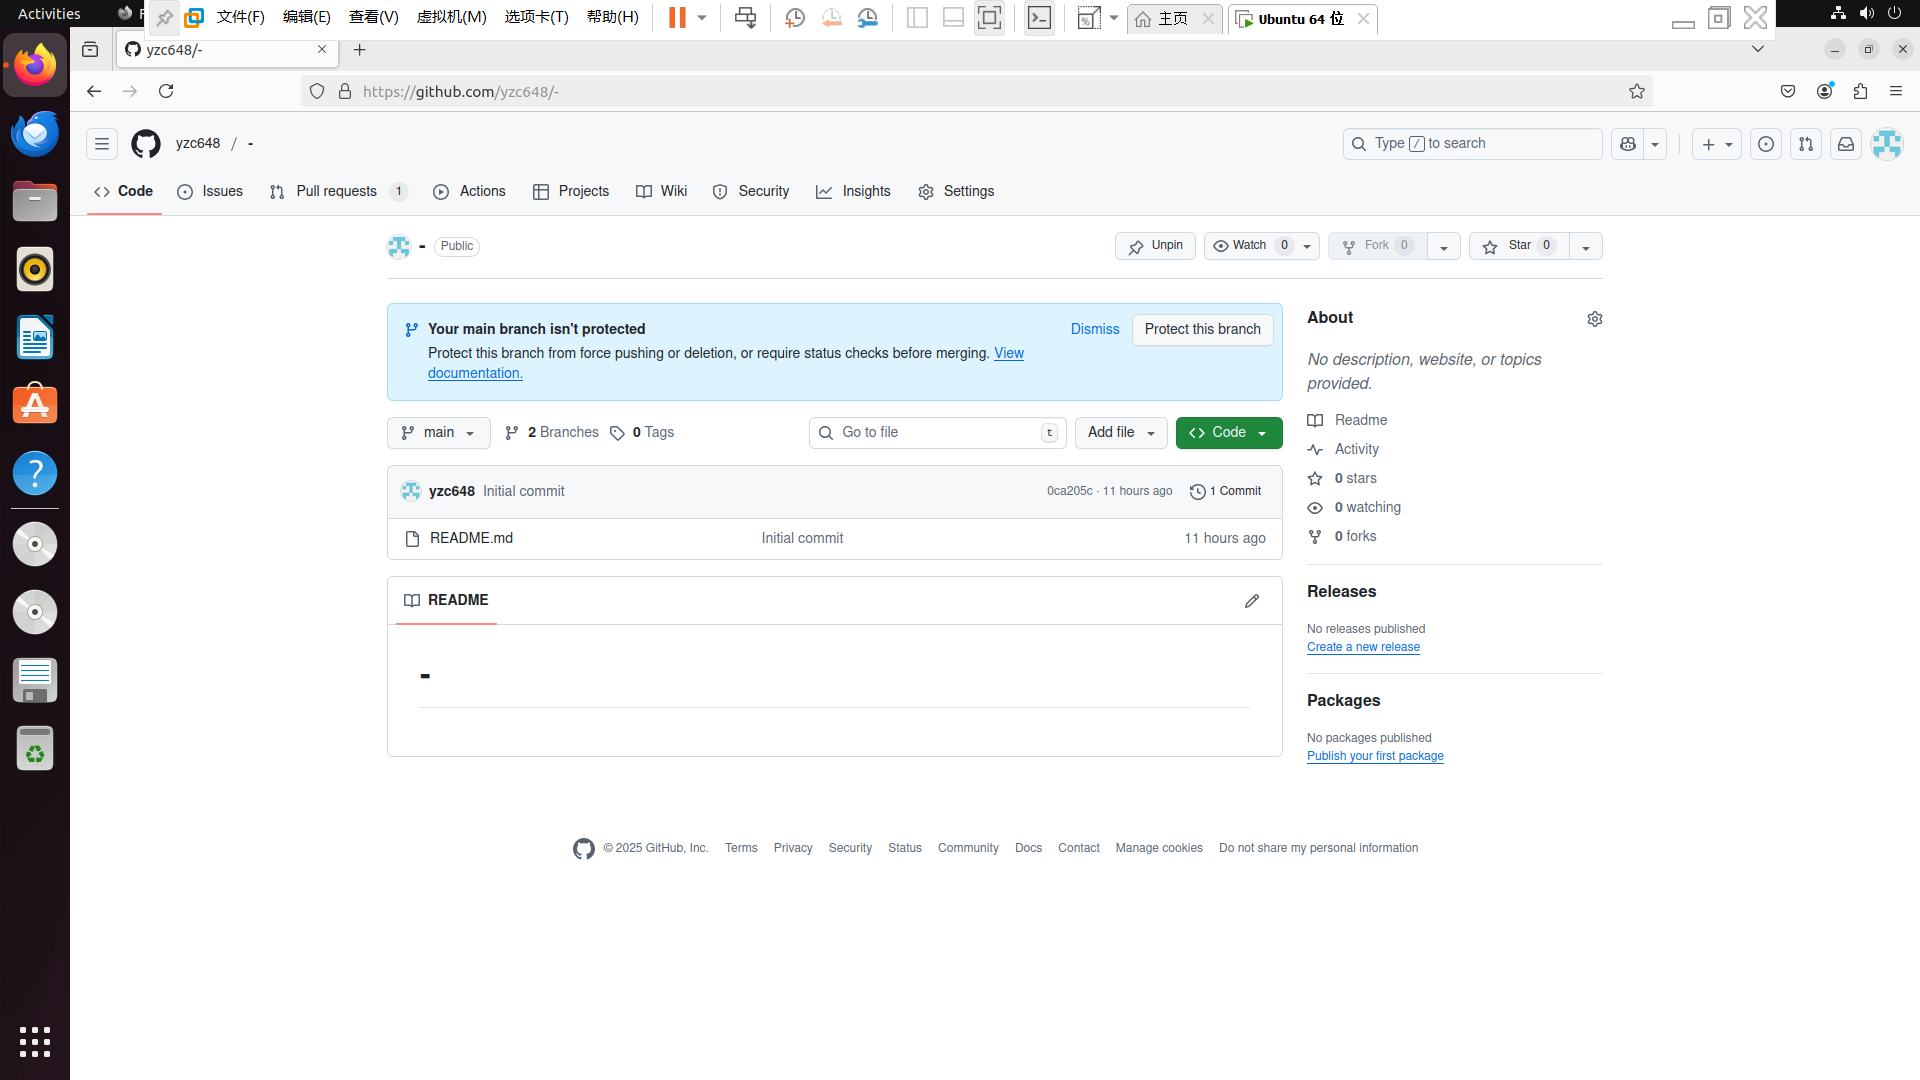 Activities
文件(F) 编辑(E) 查看(V) 虚拟机(M) 选项卡(T) 帮助(H)
主页
Ubuntu 64 位
yzc648/-
https://github.com/yzc648/-
yzc648 / -
Type / to search
Code
Issues
Pull requests 1
Actions
Projects
Wiki
Security
Insights
Settings
- Public
Unpin
Watch 0
Fork 0
Star 0
Your main branch isn't protected
Protect this branch from force pushing or deletion, or require status checks before merging. View
documentation.
Dismiss
Protect this branch
main
2 Branches
0 Tags
Go to file t
Add file
Code
yzc648 Initial commit
0ca205c · 11 hours ago
1 Commit
README.md Initial commit 11 hours ago
README
-
About
No description, website, or topics
provided.
Readme
Activity
0 stars
0 watching
0 forks
Releases
No releases published
Create a new release
Packages
No packages published
Publish your first package
© 2025 GitHub, Inc. Terms Privacy Security Status Community Docs Contact Manage cookies Do not share my personal information